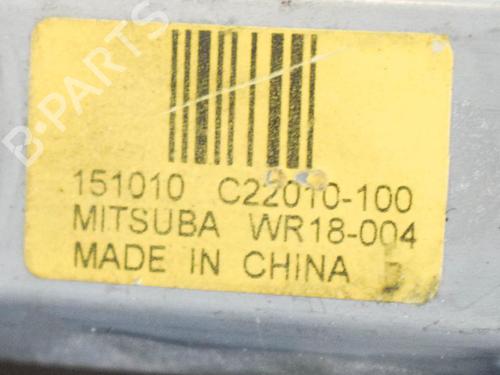 B-PARTS
151010 C22010-100
MITSUBA WR18-004
MADE IN CHINA